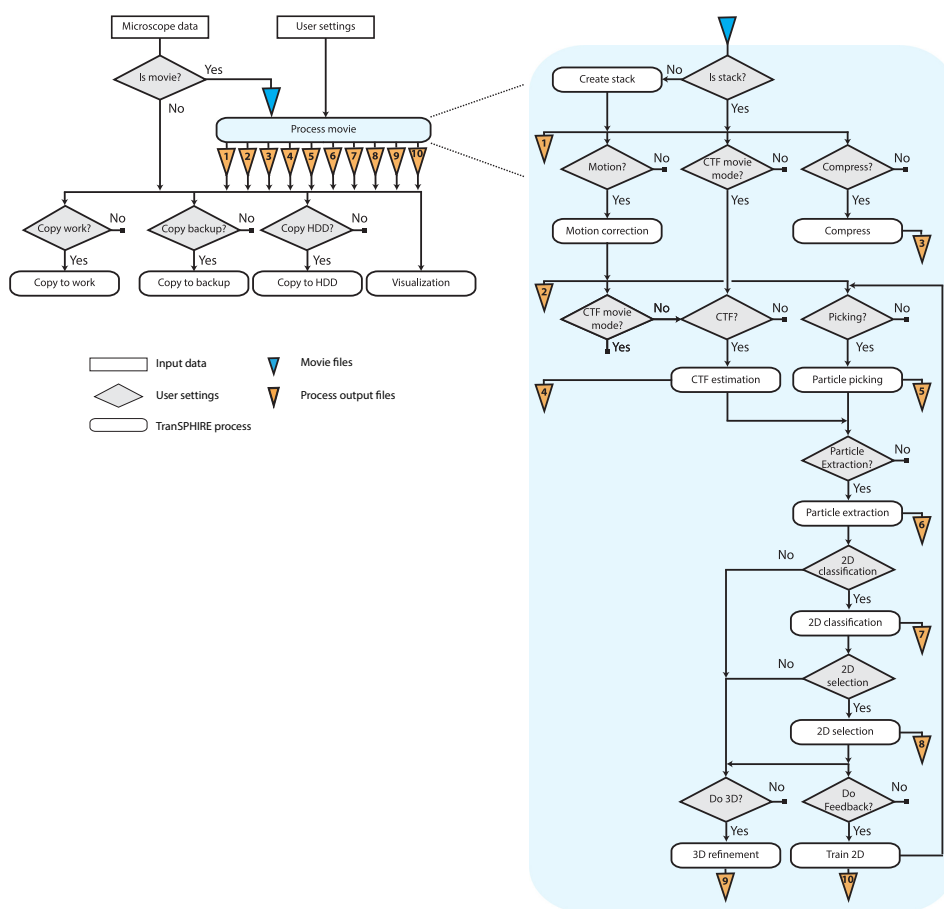 Microscope data
User settings
Is movie?
Yes
No
Process movie
1 2 3 4 5 6 7 8 9 10
Copy work?
No
Copy backup?
No
Copy HDD?
No
Yes
Yes
Yes
Copy to work
Copy to backup
Copy to HDD
Visualization
Input data
Movie files
User settings
Process output files
TranSPHIRE process
Create stack
No
Is stack?
Yes
1
Motion?
No
CTF movie
mode?
No
Compress?
No
Yes
Yes
Yes
Motion correction
Compress
3
2
CTF movie
mode?
No
CTF?
No
Picking?
No
Yes
Yes
Yes
4
CTF estimation
Particle picking
5
Particle
Extraction?
No
Yes
Particle extraction
6
No
2D
classification
Yes
2D classification
7
No
2D
selection
Yes
2D selection
8
Do 3D?
No
Do
Feedback?
No
Yes
Yes
3D refinement
Train 2D
9
10